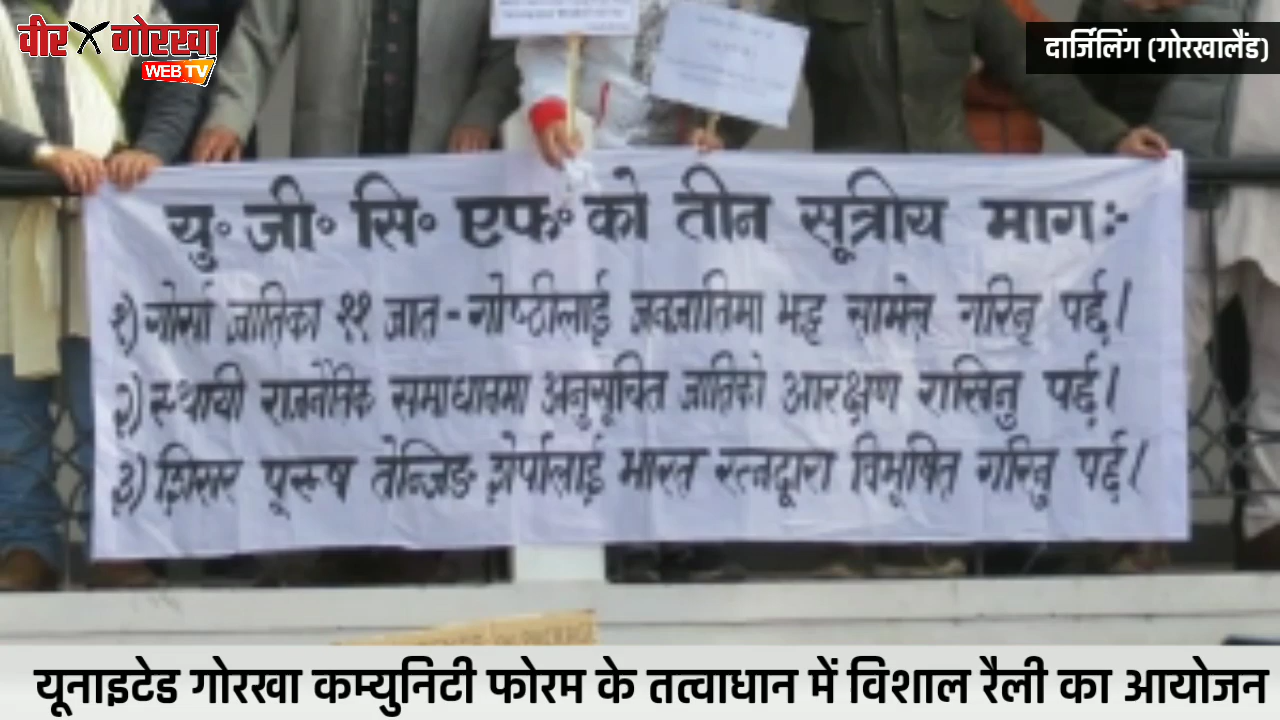 वीर गोरखा
WEB TV
दार्जिलिंग (गोरखालैंड)
यु॰ जी॰ सि॰ एफ॰ को तीन सूत्रीय माग :-
१) गोर्खा जातिका ११ जात - गोष्ठीलाई जनजातिमा भट्ट सामेल गरिनु पर्द्द।
२) स्थायी राजनैतिक समाधानमा अनुसूचित जातिको आरक्षण राखिनु पर्द्द।
३) शिखर पूरूष तेन्जिङ शेर्पालाई भारत रत्नद्वारा विभूषित गरिनु पर्द्द।
यूनाइटेड गोरखा कम्युनिटी फोरम के तत्वाधान में विशाल रैली का आयोजन